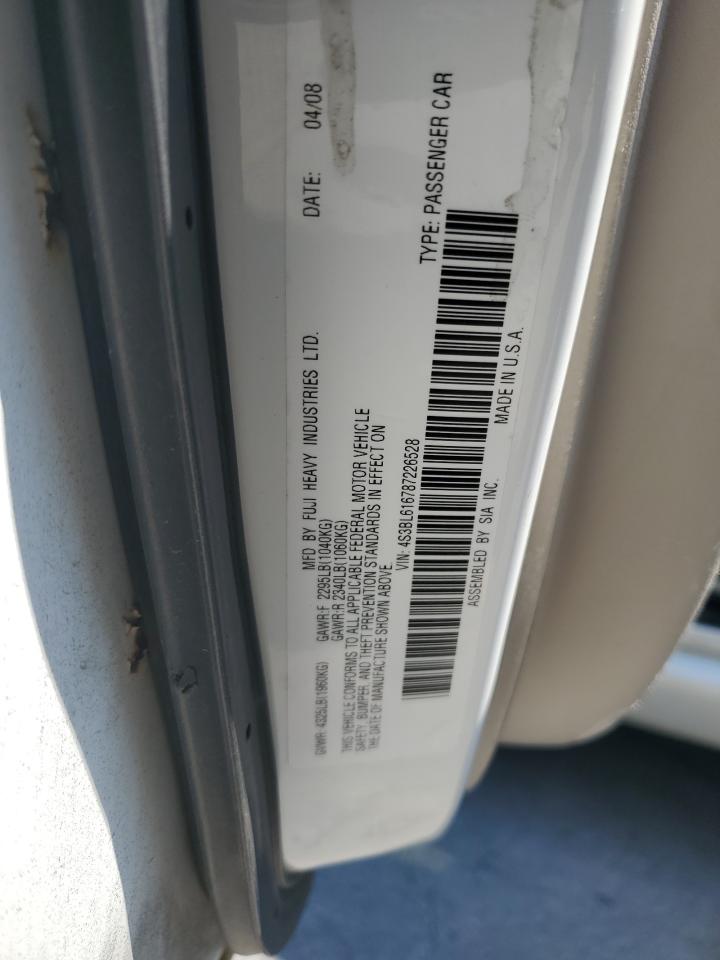 MFD BY FUJI HEAVY INDUSTRIES LTD. DATE: 04/08
GVWR: 4325LB(1960KG) GAWR:F 2295LB(1040KG)
GAWR:R 2340LB(1060KG)
THIS VEHICLE CONFORMS TO ALL APPLICABLE FEDERAL MOTOR VEHICLE
SAFETY, BUMPER, AND THEFT PREVENTION STANDARDS IN EFFECT ON
THE DATE OF MANUFACTURE SHOWN ABOVE.
VIN: 4S3BL616787226528 TYPE: PASSENGER CAR
ASSEMBLED BY SIA INC. MADE IN U.S.A.